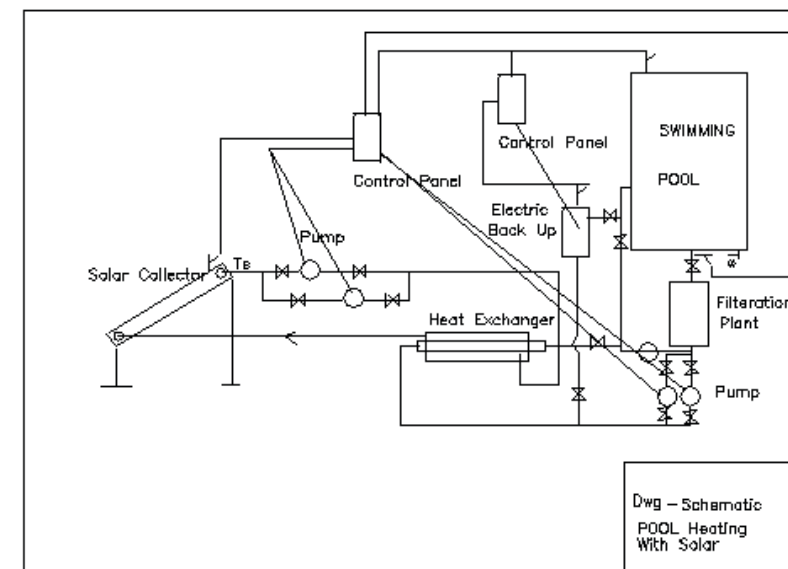 SWIMMING
POOL
Control Panel
Control Panel
Electric
Back Up
Pump
TB
Solar Collector
Filteration
Plant
Heat Exchanger
Pump
Dwg - Schematic
POOL Heating
With Solar